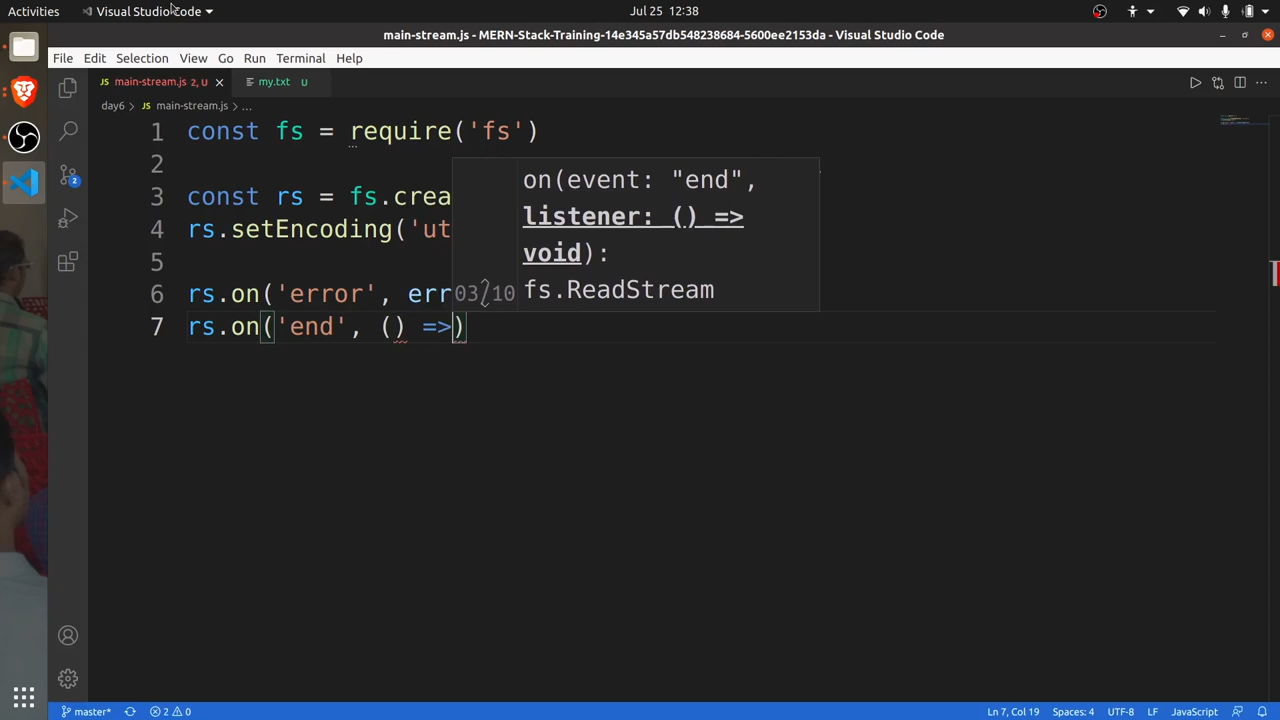 Activities Visual Studio Code Jul 25 12:38
main-stream.js - MERN-Stack-Training-14e345a57db548238684-5600ee2153da - Visual Studio Code
File Edit Selection View Go Run Terminal Help
main-stream.js 2, U my.txt U
day6 > main-stream.js > ...
1 const fs = require('fs')
2
3 const rs = fs.crea
4 rs.setEncoding('ut
5
6 rs.on('error', err
7 rs.on('end', () =>)
on(event: "end",
listener: () =>
void):
03/10 fs.ReadStream
2
master* 2 0 Ln 7, Col 19 Spaces: 4 UTF-8 LF JavaScript